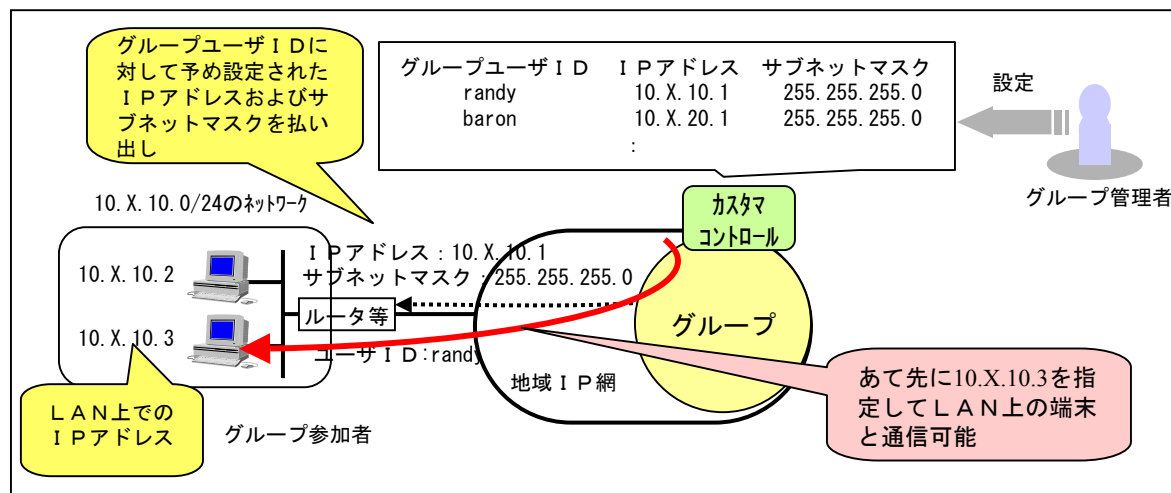 グループユーザＩＤに
対して予め設定された
ＩＰアドレスおよびサ
ブネットマスクを払い
出し
グループユーザＩＤ ＩＰアドレス サブネットマスク
randy 10.X.10.1 255.255.255.0
baron 10.X.20.1 255.255.255.0
:
設定
グループ管理者
10.X.10.0/24のﾈｯﾄﾜｰｸ
ｶｽﾀﾏ
ｺﾝﾄﾛｰﾙ
ＩＰアドレス：10.X.10.1
サブネットマスク：255.255.255.0
10.X.10.2
10.X.10.3
ルータ等
ユーザＩＤ:randy
グループ
地域ＩＰ網
ＬＡＮ上での
ＩＰアドレス
グループ参加者
あて先に10.X.10.3を指
定してＬＡＮ上の端末
と通信可能